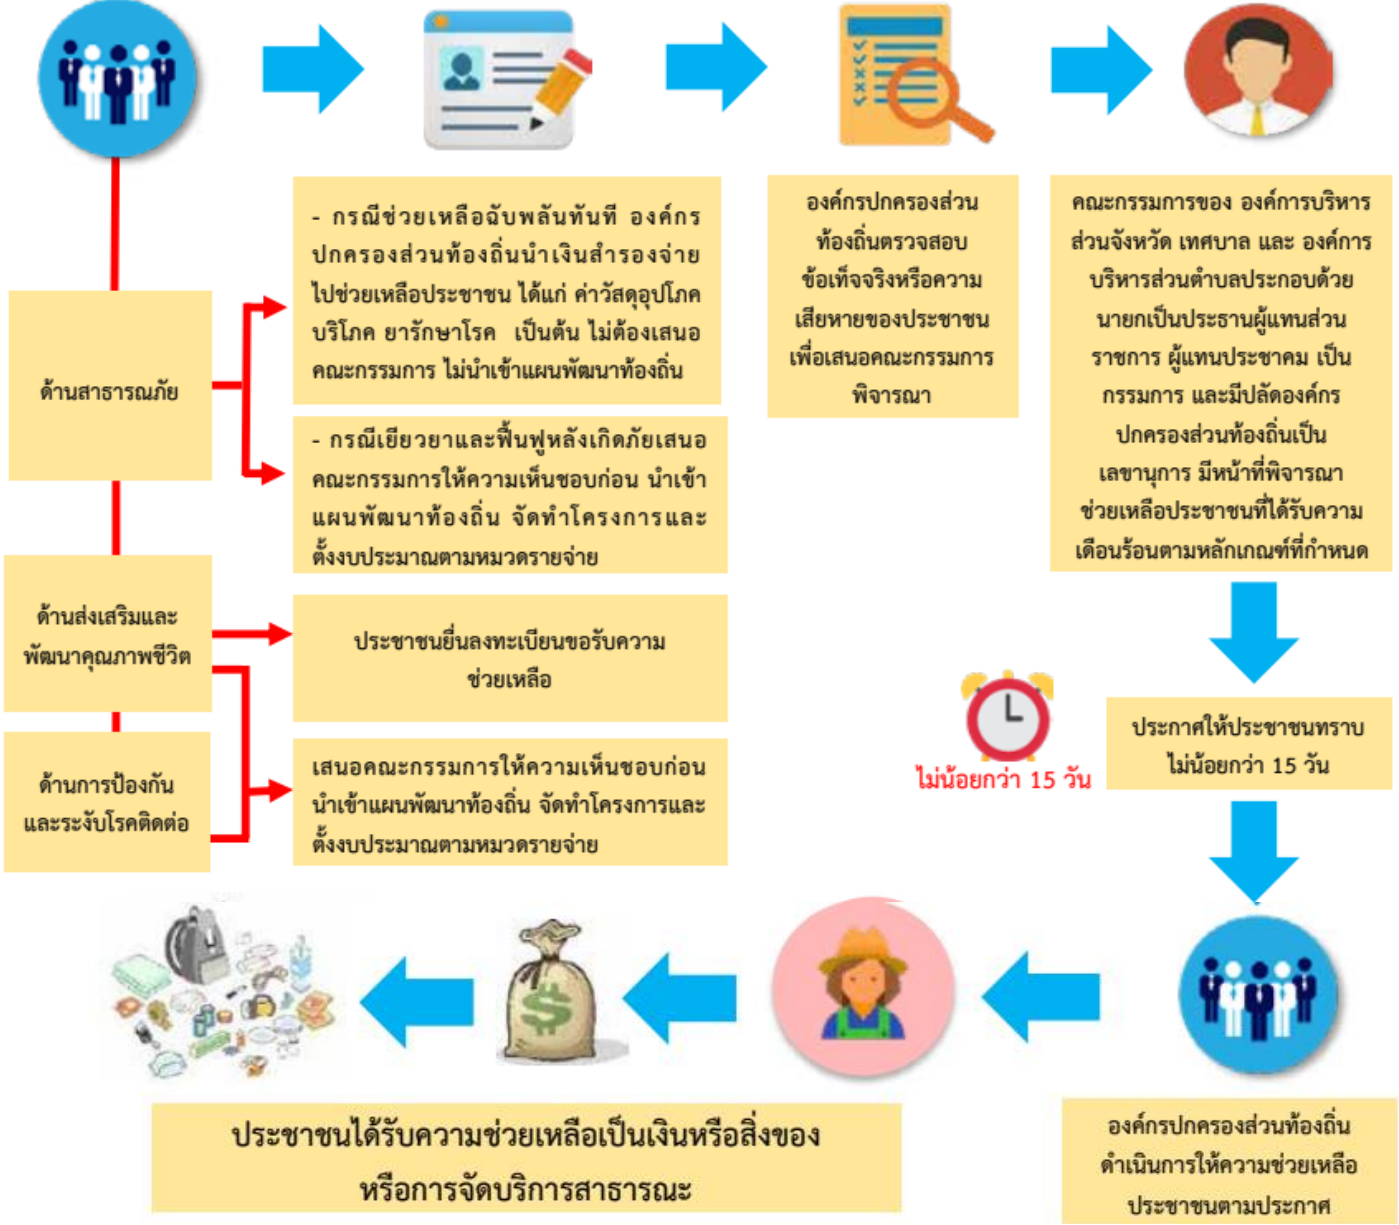 ด้านสาธารณภัย
- กรณีช่วยเหลือฉับพลันทันที องค์กร
ปกครองส่วนท้องถิ่นนำเงินสำรองจ่าย
ไปช่วยเหลือประชาชน ได้แก่ ค่าวัสดุอุปโภค
บริโภค ยารักษาโรค เป็นต้น ไม่ต้องเสนอ
คณะกรรมการ ไม่นำเข้าแผนพัฒนาท้องถิ่น
- กรณีเยียวยาและฟื้นฟูหลังเกิดภัยเสนอ
คณะกรรมการให้ความเห็นชอบก่อน นำเข้า
แผนพัฒนาท้องถิ่น จัดทำโครงการและ
ตั้งงบประมาณตามหมวดรายจ่าย
ด้านส่งเสริมและ
พัฒนาคุณภาพชีวิต
ประชาชนยื่นลงทะเบียนขอรับความ
ช่วยเหลือ
ด้านการป้องกัน
และระงับโรคติดต่อ
เสนอคณะกรรมการให้ความเห็นชอบก่อน
นำเข้าแผนพัฒนาท้องถิ่น จัดทำโครงการและ
ตั้งงบประมาณตามหมวดรายจ่าย
องค์กรปกครองส่วน
ท้องถิ่นตรวจสอบ
ข้อเท็จจริงหรือความ
เสียหายของประชาชน
เพื่อเสนอคณะกรรมการ
พิจารณา
คณะกรรมการของ องค์การบริหาร
ส่วนจังหวัด เทศบาล และ องค์การ
บริหารส่วนตำบลประกอบด้วย
นายกเป็นประธานผู้แทนส่วน
ราชการ ผู้แทนประชาคม เป็น
กรรมการ และมีปลัดองค์กร
ปกครองส่วนท้องถิ่นเป็น
เลขานุการ มีหน้าที่พิจารณา
ช่วยเหลือประชาชนที่ได้รับความ
เดือนร้อนตามหลักเกณฑ์ที่กำหนด
ไม่น้อยกว่า 15 วัน
ประกาศให้ประชาชนทราบ
ไม่น้อยกว่า 15 วัน
องค์กรปกครองส่วนท้องถิ่น
ดำเนินการให้ความช่วยเหลือ
ประชาชนตามประกาศ
ประชาชนได้รับความช่วยเหลือเป็นเงินหรือสิ่งของ
หรือการจัดบริการสาธารณะ